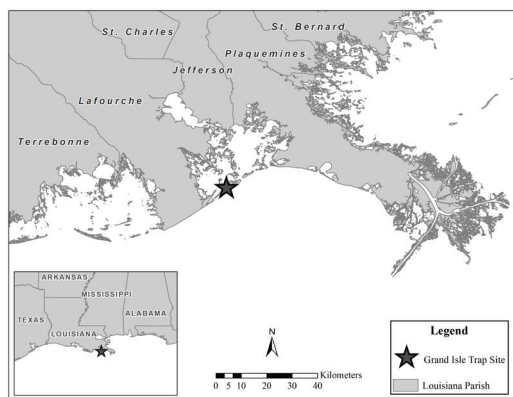 St. Charles
St. Bernard
Plaquemines
Jefferson
Lafourche
Terrebonne
ARKANSAS
MISSISSIPPI
TEXAS
ALABAMA
LOUISIANA
N
Kilometers
0 5 10 20 30 40
Legend
Grand Isle Trap Site
Louisiana Parish